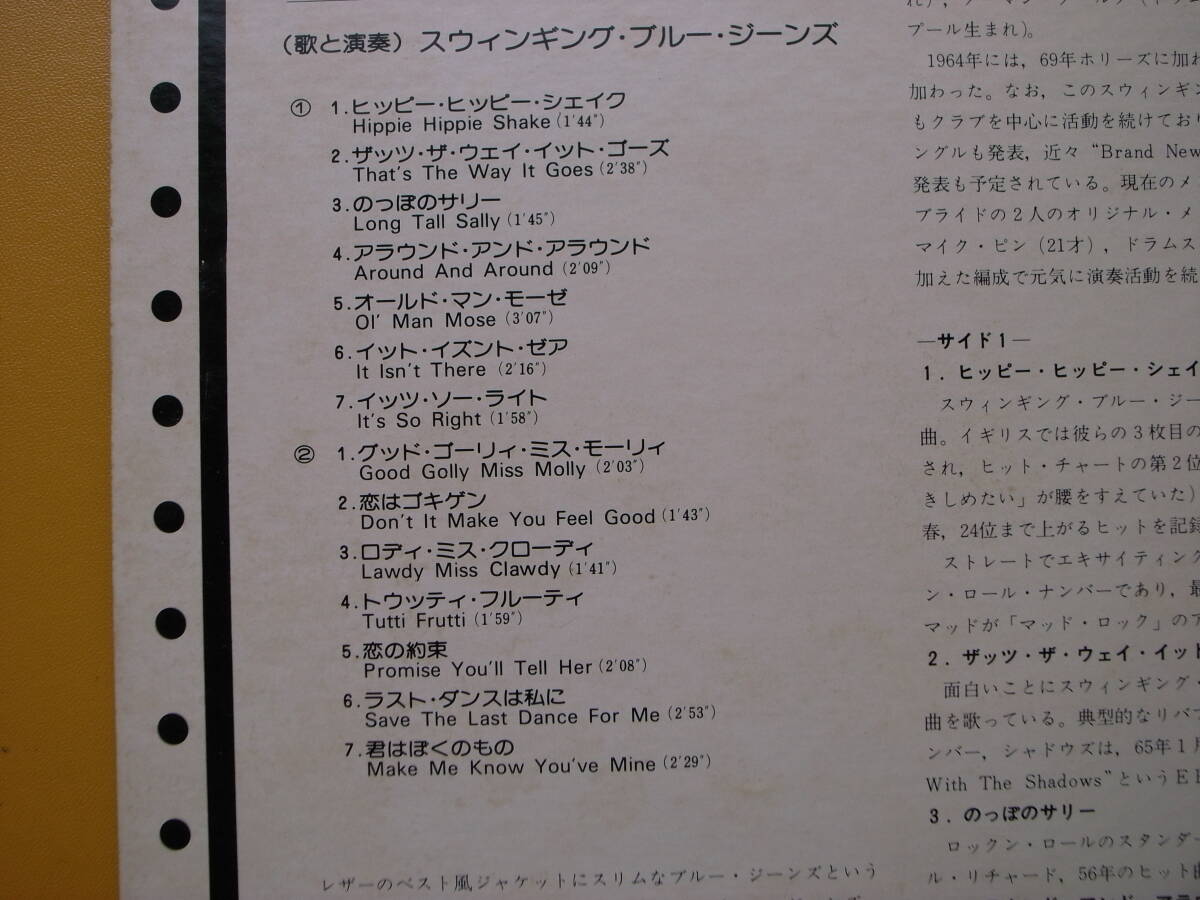 (歌と演奏) スウィンギング・ブルー・ジーンズ
① 1.ヒッピー・ヒッピー・シェイク
Hippie Hippie Shake (1'44")
2.ザッツ・ザ・ウェイ・イット・ゴーズ
That's The Way It Goes (2'38")
3.のっぽのサリー
Long Tall Sally (1'45")
4.アラウンド・アンド・アラウンド
Around And Around (2'09")
5.オールド・マン・モーゼ
Ol' Man Mose (3'07")
6.イット・イズント・ゼア
It Isn't There (2'16")
7.イッツ・ソー・ライト
It's So Right (1'58")
② 1.グッド・ゴーリィ・ミス・モーリィ
Good Golly Miss Molly (2'03")
2.恋はゴキゲン
Don't It Make You Feel Good (1'43")
3.ロディ・ミス・クローディ
Lawdy Miss Clawdy (1'41")
4.トウッティ・フルーティ
Tutti Frutti (1'59")
5.恋の約束
Promise You'll Tell Her (2'08")
6.ラスト・ダンスは私に
Save The Last Dance For Me (2'53")
7.君はぼくのもの
Make Me Know You've Mine (2'29")
レザーのベスト風ジャケットにスリムなブルー・ジーンズという
プール生まれ)。
1964年には, 69年ホリーズに加わ
加わった。なお, このスウィンギン
もクラブを中心に活動を続けており
ングルも発表, 近々 “Brand New
発表も予定されている。現在のメン
ブライドの2人のオリジナル・メ
マイク・ピン (21才), ドラムス
加えた編成で元気に演奏活動を続
—サイド1—
1. ヒッピー・ヒッピー・シェイ
スウィンギング・ブルー・ジー
曲。イギリスでは彼らの3枚目の
され, ヒット・チャートの第2位
きしめたい」が腰をすえていた)
春, 24位まで上がるヒットを記録
ストレートでエキサイティング
ン・ロール・ナンバーであり, 最
マッドが「マッド・ロック」のア
2. ザッツ・ザ・ウェイ・イット
面白いことにスウィンギング・
曲を歌っている。典型的なリバプ
ンバー, シャドウズは, 65年1月
With The Shadows”というEP
3. のっぽのサリー
ロックン・ロールのスタンダー
ル・リチャード, 56年のヒット曲